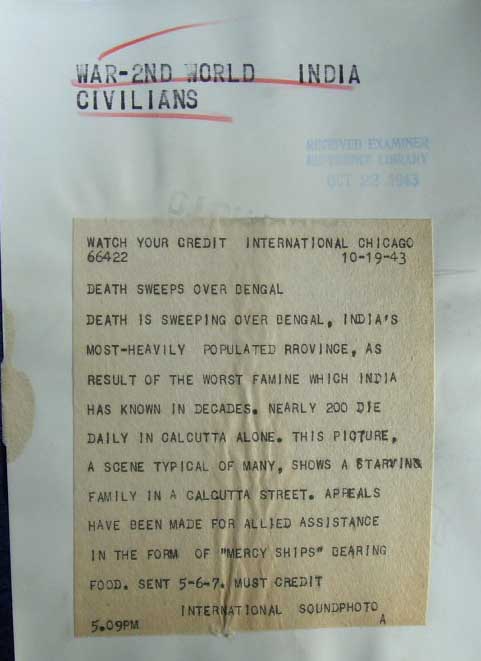 WAR-2ND WORLD INDIA
CIVILIANS
RECEIVED EXAMINER
REFERENCE LIBRARY
OCT 22 1943
WATCH YOUR CREDIT INTERNATIONAL CHICAGO
66422 10-19-43
DEATH SWEEPS OVER BENGAL
DEATH IS SWEEPING OVER BENGAL, INDIA'S
MOST-HEAVILY POPULATED RROVINCE, AS
RESULT OF THE WORST FAMINE WHICH INDIA
HAS KNOWN IN DECADES. NEARLY 200 DIE
DAILY IN CALCUTTA ALONE. THIS PICTURE,
A SCENE TYPICAL OF MANY, SHOWS A STARVING
FAMILY IN A CALCUTTA STREET. APPEALS
HAVE BEEN MADE FOR ALLIED ASSISTANCE
IN THE FORM OF "MERCY SHIPS" BEARING
FOOD. SENT 5-6-7. MUST CREDIT
INTERNATIONAL SOUNDPHOTO
5.09PM A